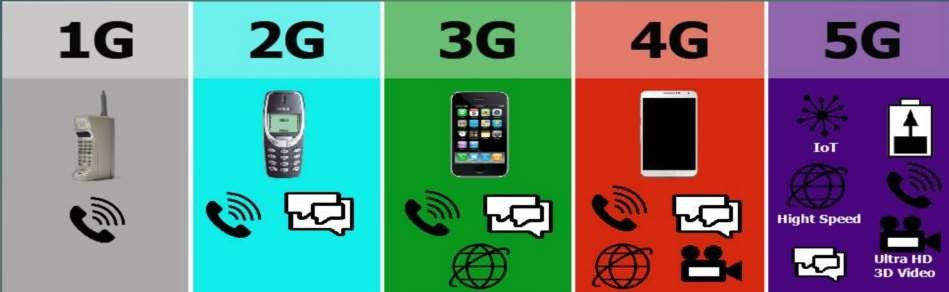 1G
2G
3G
4G
5G
IoT
Hight Speed
Ultra HD
3D Video